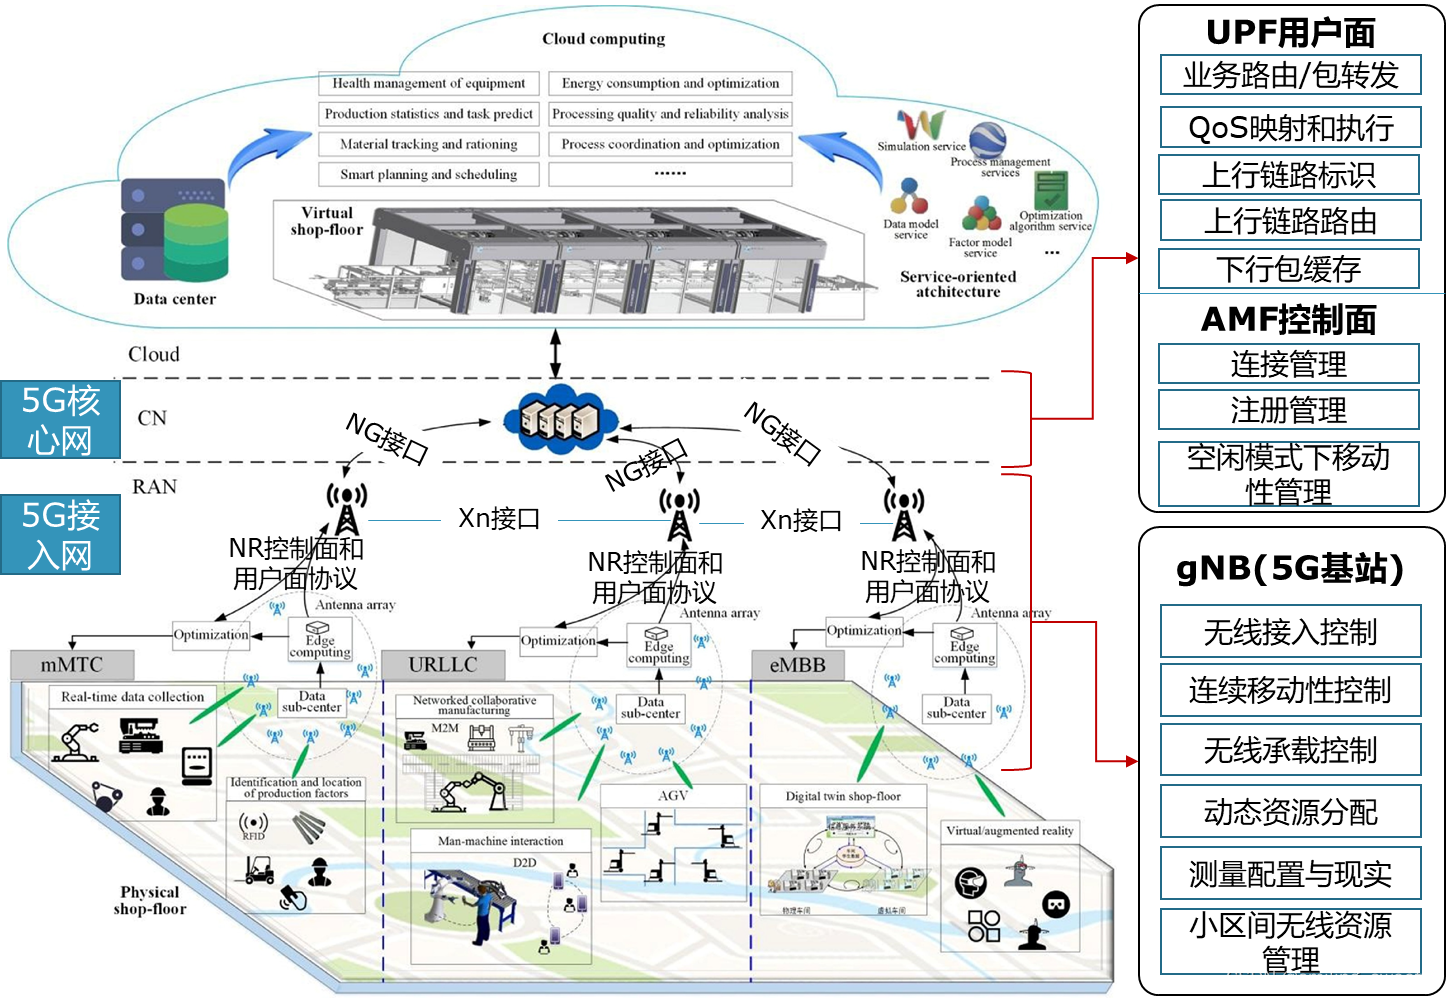 Cloud computing
Health management of equipment
Energy consumption and optimization
Production statistics and task predict
Processing quality and reliability analysis
Material tracking and rationing
Process coordination and optimization
Smart planning and scheduling
······
Simulation service
Process management
services
Data model
service
Factor model
service
Optimization
algorithm service
...
Service-oriented
atchitecture
Virtual
shop-floor
Data center
Cloud
5G核
心网
CN
NG接口
NG接口
NG接口
RAN
5G接
入网
Xn接口
Xn接口
NR控制面和
用户面协议
NR控制面和
用户面协议
NR控制面和
用户面协议
Antenna array
Antenna array
Antenna array
Optimization
Edge
computing
Data
sub-center
Optimization
Edge
computing
Data
sub-center
Optimization
Edge
computing
Data
sub-center
mMTC
URLLC
eMBB
Real-time data collection
Identification and location
of production factors
RFID
Networked collaborative
manufacturing
M2M
Man-machine interaction
D2D
AGV
Digital twin shop-floor
物理车间
虚拟车间
Virtual/augmented reality
Physical
shop-floor
UPF用户面
业务路由/包转发
QoS映射和执行
上行链路标识
上行链路路由
下行包缓存
AMF控制面
连接管理
注册管理
空闲模式下移动
性管理
gNB(5G基站)
无线接入控制
连续移动性控制
无线承载控制
动态资源分配
测量配置与现实
小区间无线资源
管理